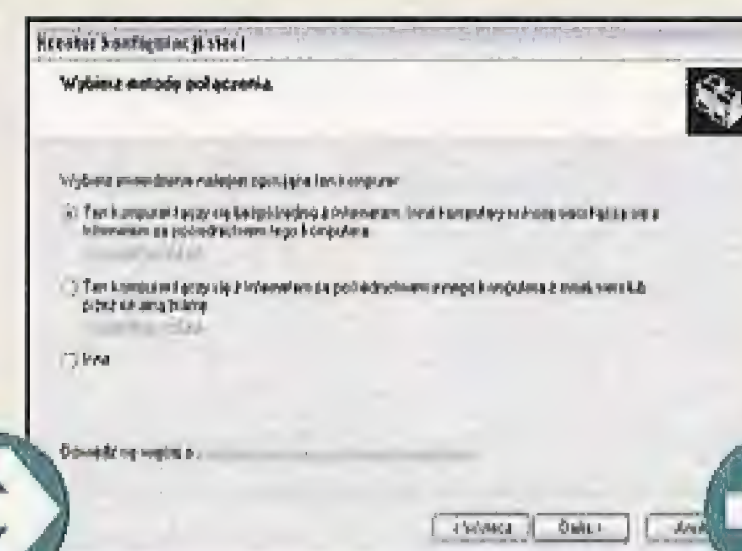 Kreator konfiguracji sieci
Wybierz metodę połączenia.
Wybierz stwierdzenie najlepiej opisujące ten komputer:
Ten komputer łączy się bezpośrednio z Internetem. Inne komputery w mojej sieci łączą się z
Internetem za pośrednictwem tego komputera.
Ten komputer łączy się z Internetem za pośrednictwem innego komputera z mojej sieci lub
przez
Inna
Dowiedz się więcej o
< Wstecz
Dalej >